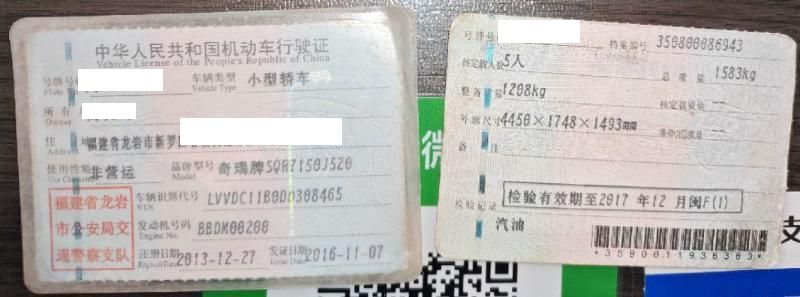 中华人民共和国机动车行驶证
Vehicle License of the People's Republic of China
号牌号码
Plate No.
车辆类型 小型轿车
Vehicle Type
所有人
Owner
住址 福建省龙岩市新罗区
使用性质 非营运
Use Character
品牌型号 奇瑞牌SQR7150J520
Model
车辆识别代号 LVVDC11B0DD308465
VIN
发动机号码 BBDM00200
Engine No.
注册日期 2013-12-27
Register Date
发证日期 2016-11-07
Issue Date
福建省龙岩
市公安局交
通警察支队
号牌号码
档案编号 350800086943
核定载人数 5人
总质量 1583kg
整备质量 1208kg
核定载质量 --
外廓尺寸 4450×1748×1493mm
准牵引总质量 --
备注
检验记录
检验有效期至2017年12月闽F(1)
汽油
*3590011936363*
微
支